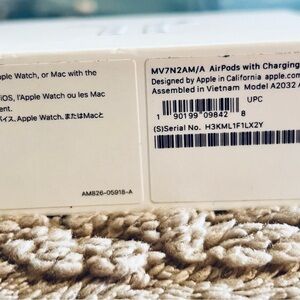 pple Watch, or Mac with the
iOS, l'Apple Watch ou les Mac
ent.
バイス、Apple Watch、またはMacと
AM826-05918-A
MV7N2AM/A AirPods with Charging
Designed by Apple in California apple.com
Assembled in Vietnam Model A2032
UPC
1 90199 09842 8
(S)Serial No. H3KML1F1LX2Y